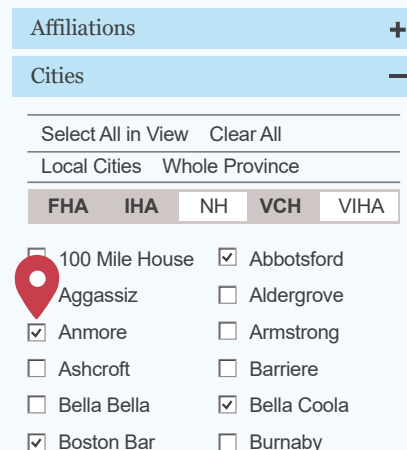 Affiliations
Cities
Select All in View Clear All
Local Cities Whole Province
FHA IHA NH VCH VIHA
100 Mile House Abbotsford
Aggassiz Aldergrove
Anmore Armstrong
Ashcroft Barriere
Bella Bella Bella Coola
Boston Bar Burnaby